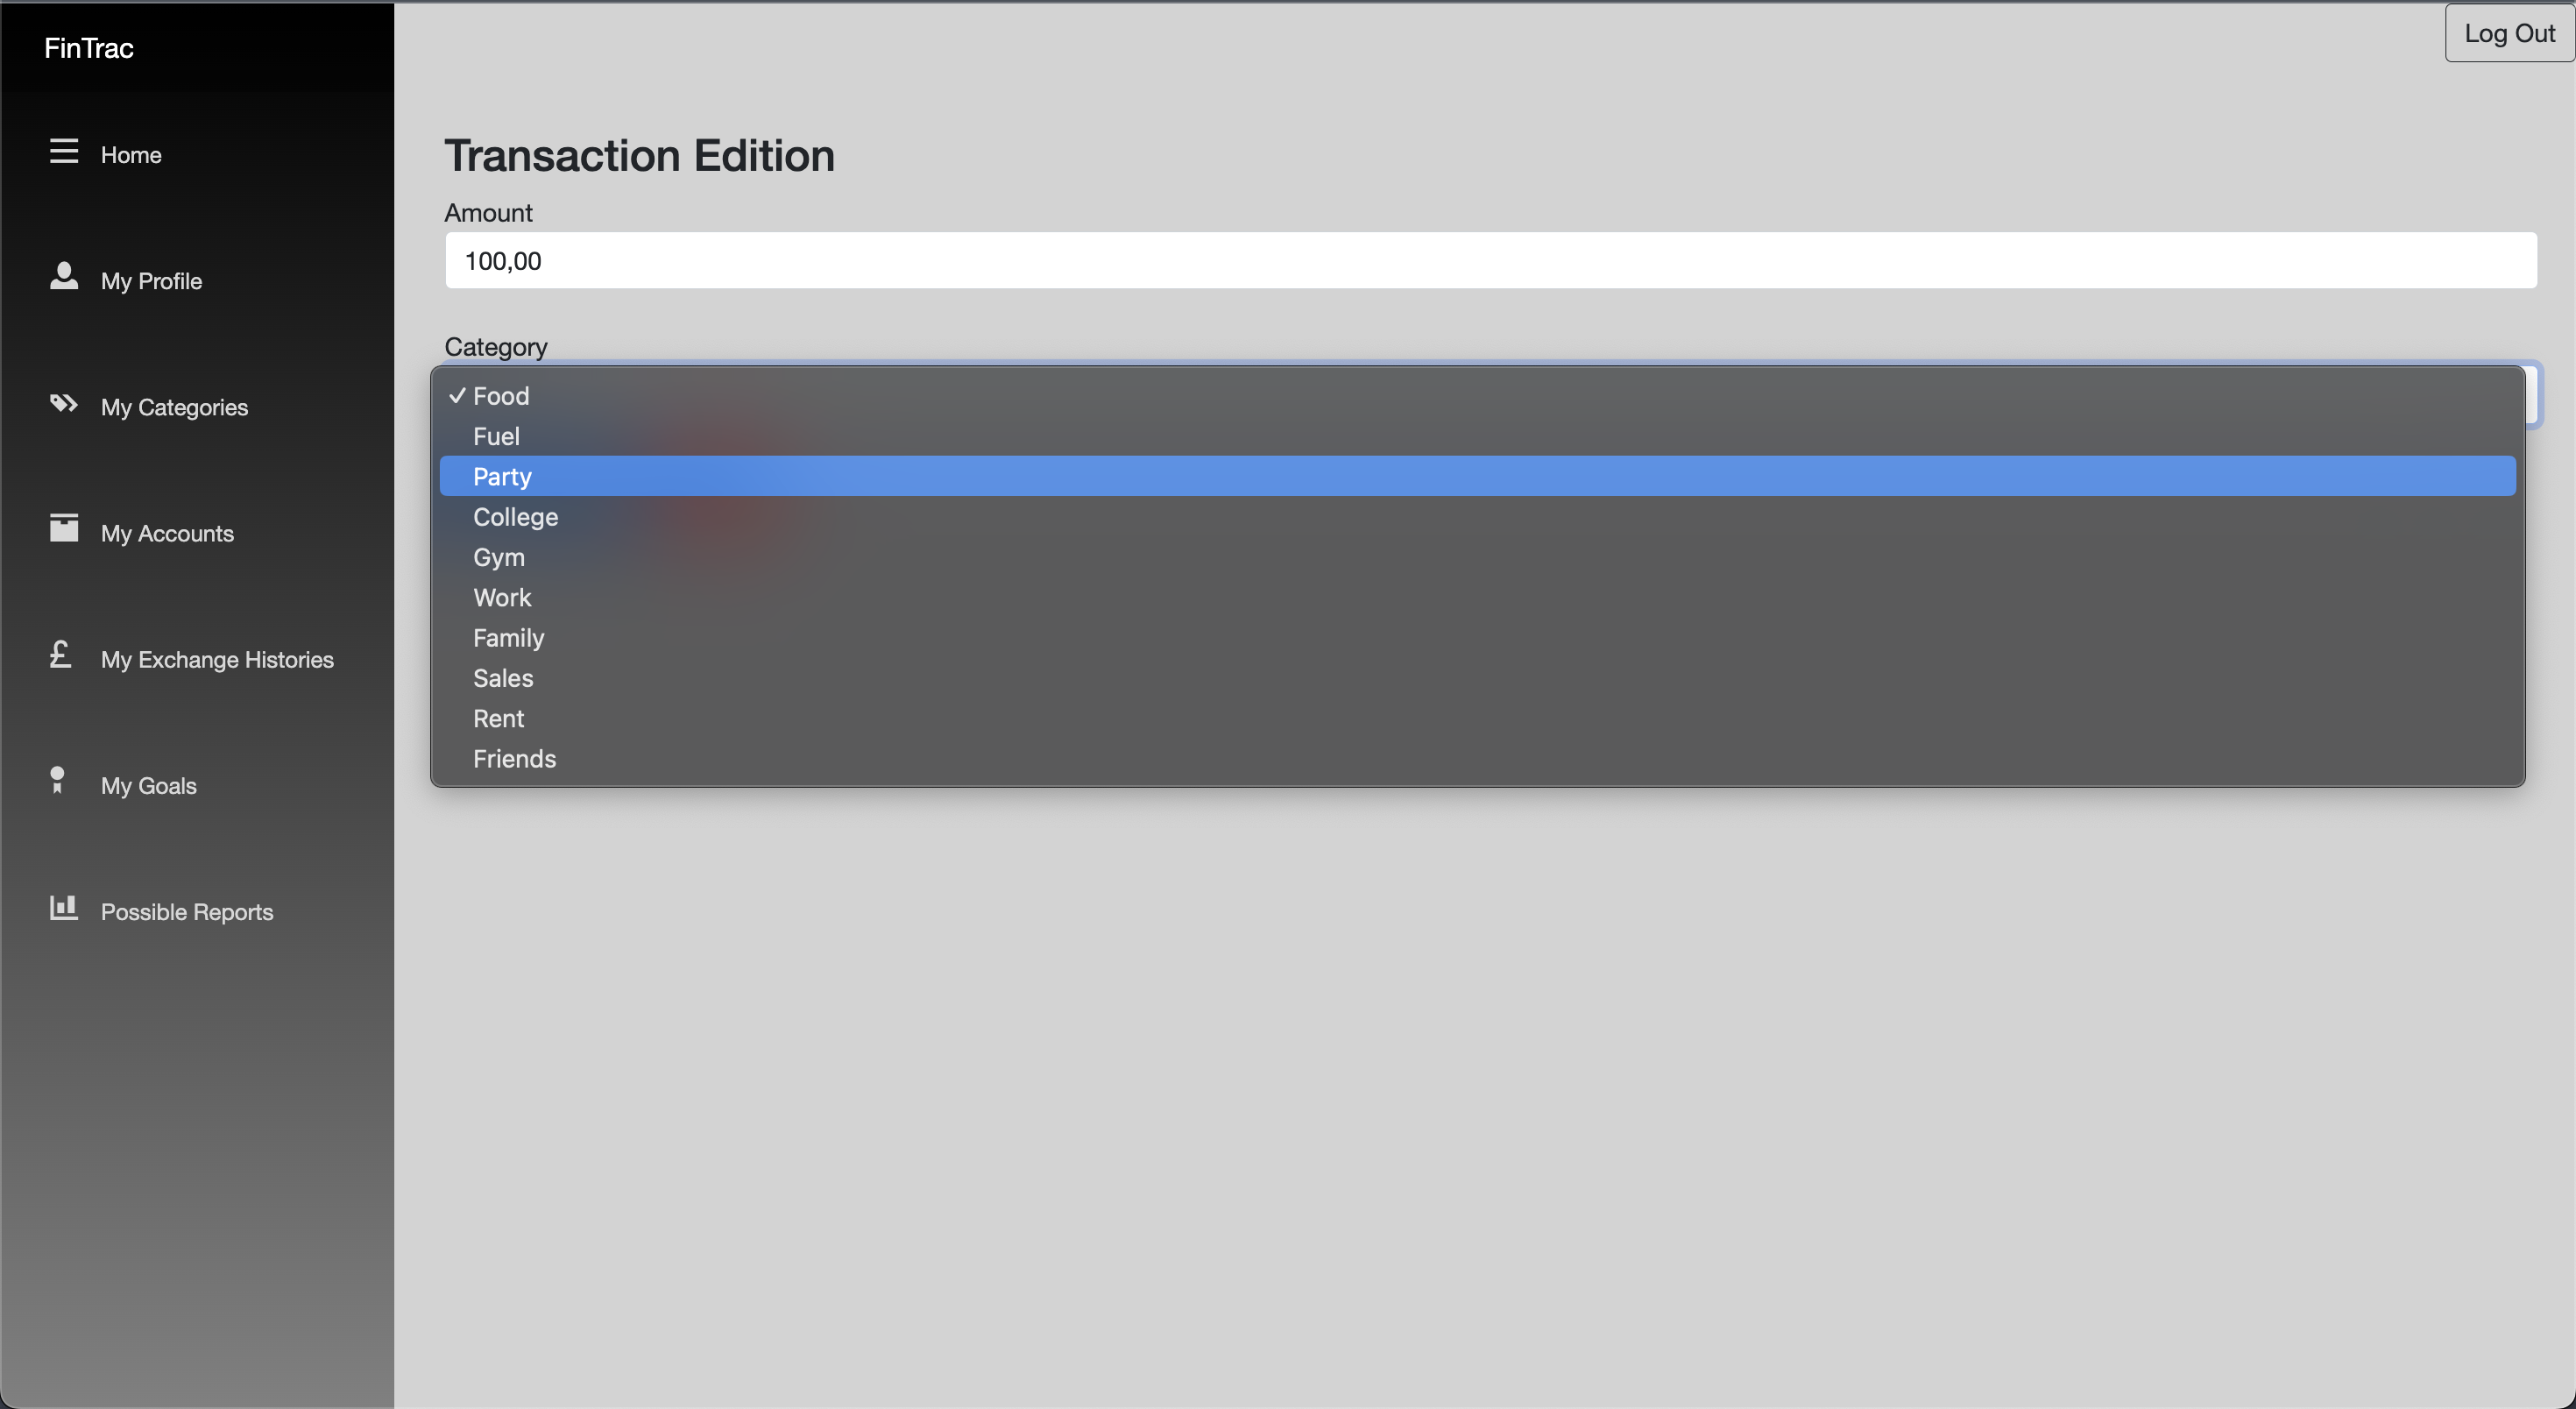 FinTrac
Log Out
Home
My Profile
My Categories
My Accounts
My Exchange Histories
My Goals
Possible Reports
Transaction Edition
Amount
100,00
Category
✓ Food
Fuel
Party
College
Gym
Work
Family
Sales
Rent
Friends